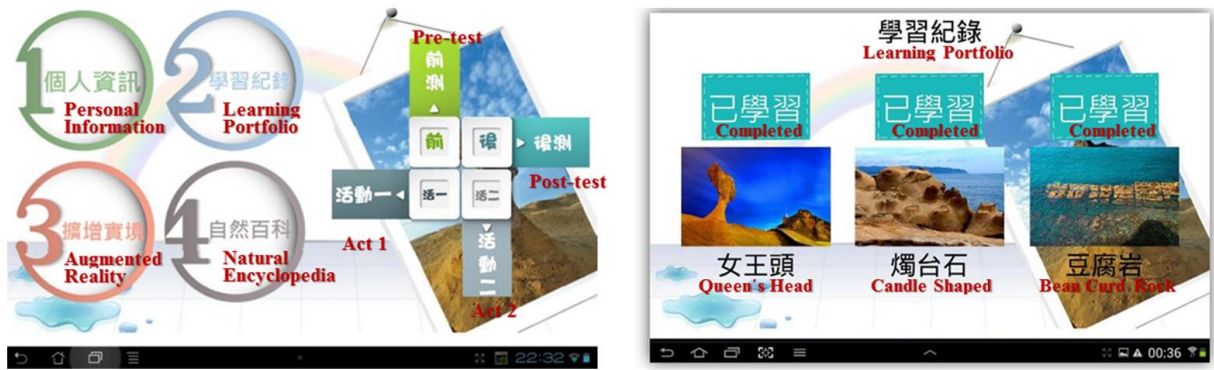 1
個人資訊
Personal
Information
2
學習紀錄
Learning
Portfolio
3
擴增實境
Augmented
Reality
4
自然百科
Natural
Encyclopedia
Pre-test
前
測
前
後
後測
Post-test
活動一
活一
活二
Act 1
活
動
二
Act 2
22:32
學習紀錄
Learning Portfolio
已學習
Completed
已學習
Completed
已學習
Completed
女王頭
Queen's Head
燭台石
Candle Shaped
豆腐岩
Bean Curd Rock
00:36